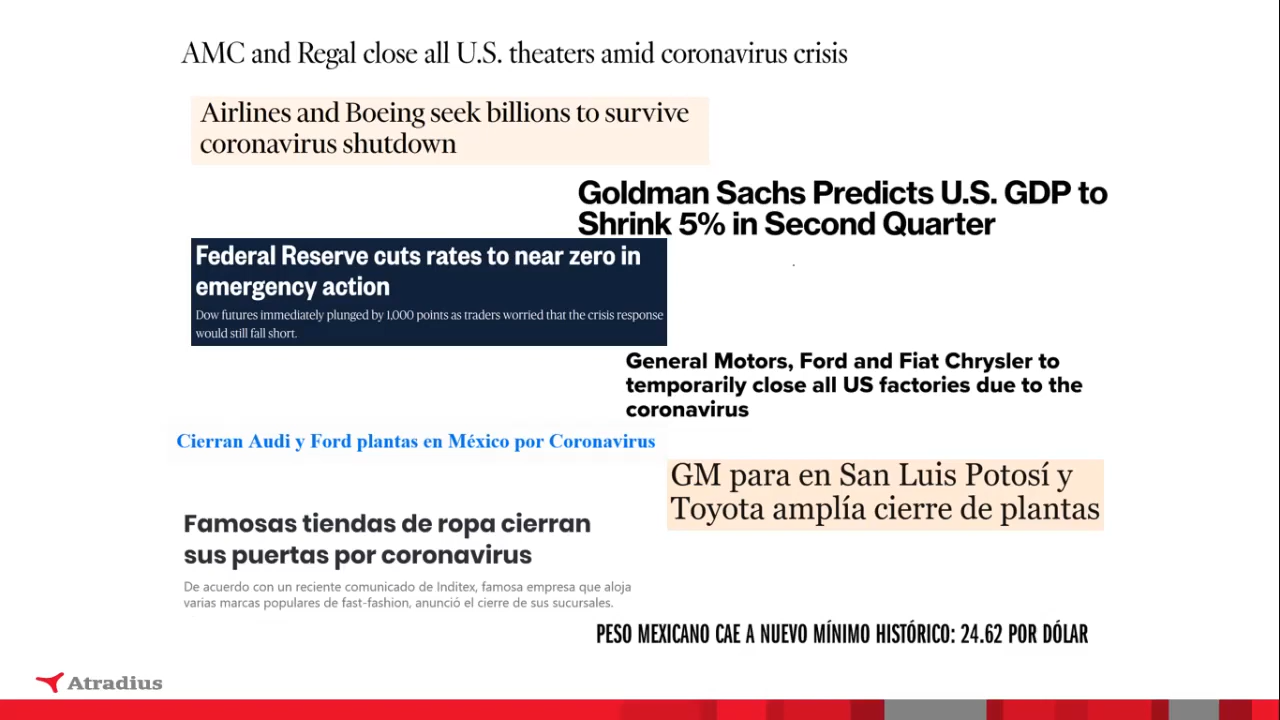 AMC and Regal close all U.S. theaters amid coronavirus crisis
Airlines and Boeing seek billions to survive
coronavirus shutdown
Goldman Sachs Predicts U.S. GDP to
Shrink 5% in Second Quarter
Federal Reserve cuts rates to near zero in
emergency action
Dow futures immediately plunged by 1,000 points as traders worried that the crisis response
would still fall short.
General Motors, Ford and Fiat Chrysler to
temporarily close all US factories due to the
coronavirus
Cierran Audi y Ford plantas en México por Coronavirus
GM para en San Luis Potosí y
Toyota amplía cierre de plantas
Famosas tiendas de ropa cierran
sus puertas por coronavirus
De acuerdo con un reciente comunicado de Inditex, famosa empresa que aloja
varias marcas populares de fast-fashion, anunció el cierre de sus sucursales.
PESO MEXICANO CAE A NUEVO MÍNIMO HISTÓRICO: 24.62 POR DÓLAR
Atradius